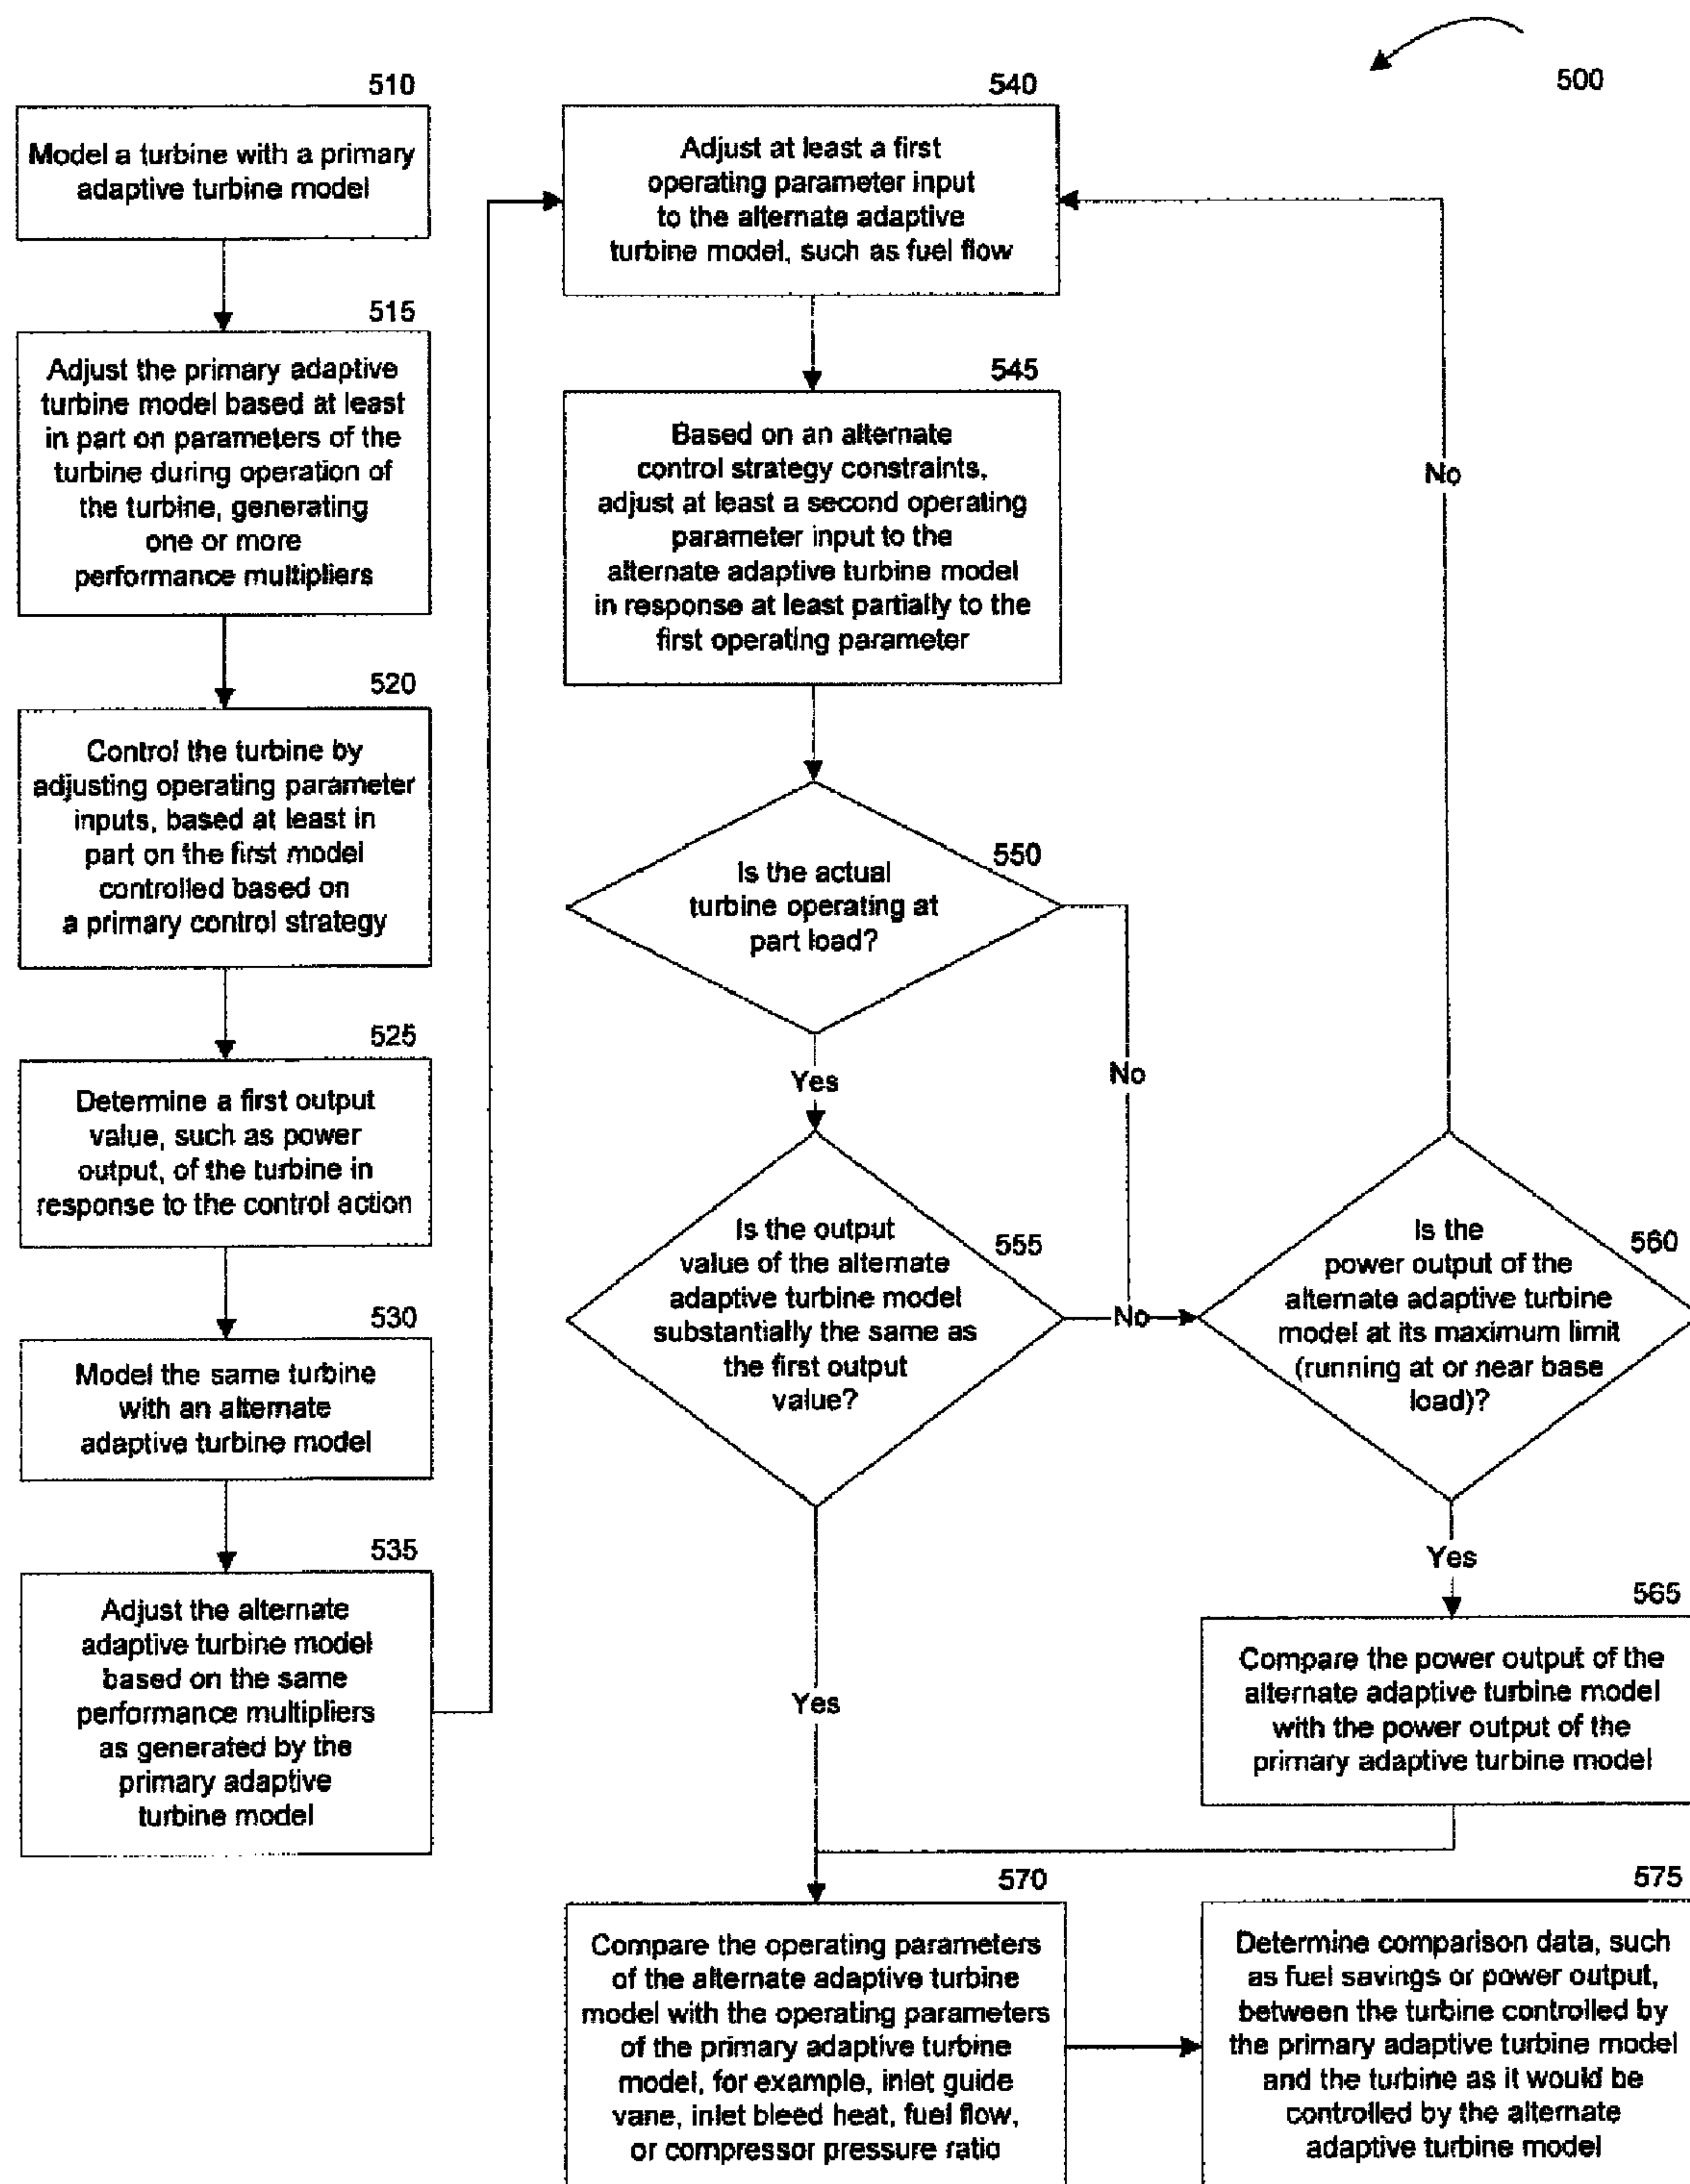 500
510
Model a turbine with a primary
adaptive turbine model
515
Adjust the primary adaptive
turbine model based at least
in part on parameters of the
turbine during operation of
the turbine, generating
one or more
performance multipliers
520
Control the turbine by
adjusting operating parameter
inputs, based at least in
part on the first model
controlled based on
a primary control strategy
525
Determine a first output
value, such as power
output, of the turbine in
response to the control action
530
Model the same turbine
with an alternate
adaptive turbine model
535
Adjust the alternate
adaptive turbine model
based on the same
performance multipliers
as generated by the
primary adaptive
turbine model
540
Adjust at least a first
operating parameter input
to the alternate adaptive
turbine model, such as fuel flow
545
Based on an alternate
control strategy constraints,
adjust at least a second operating
parameter input to the
alternate adaptive turbine model
in response at least partially to the
first operating parameter
550
Is the actual
turbine operating at
part load?
No
Yes
555
Is the output
value of the alternate
adaptive turbine model
substantially the same as
the first output
value?
No
Yes
560
Is the
power output of the
alternate adaptive turbine
model at its maximum limit
(running at or near base
load)?
No
Yes
565
Compare the power output of the
alternate adaptive turbine model
with the power output of the
primary adaptive turbine model
570
Compare the operating parameters
of the alternate adaptive turbine
model with the operating parameters
of the primary adaptive turbine
model, for example, inlet guide
vane, inlet bleed heat, fuel flow,
or compressor pressure ratio
575
Determine comparison data, such
as fuel savings or power output,
between the turbine controlled by
the primary adaptive turbine model
and the turbine as it would be
controlled by the alternate
adaptive turbine model